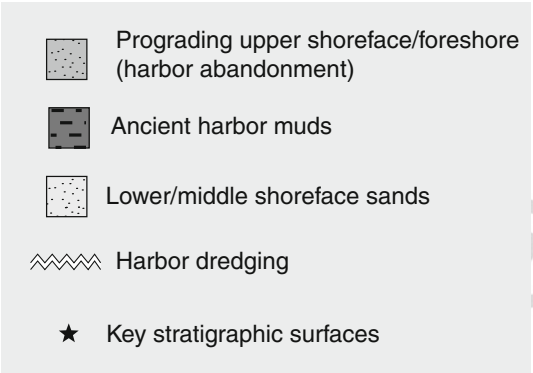 Prograding upper shoreface/foreshore
(harbor abandonment)
Ancient harbor muds
Lower/middle shoreface sands
Harbor dredging
Key stratigraphic surfaces